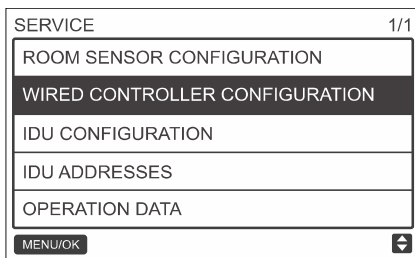 SERVICE 1/1
ROOM SENSOR CONFIGURATION
WIRED CONTROLLER CONFIGURATION
IDU CONFIGURATION
IDU ADDRESSES
OPERATION DATA
MENU/OK